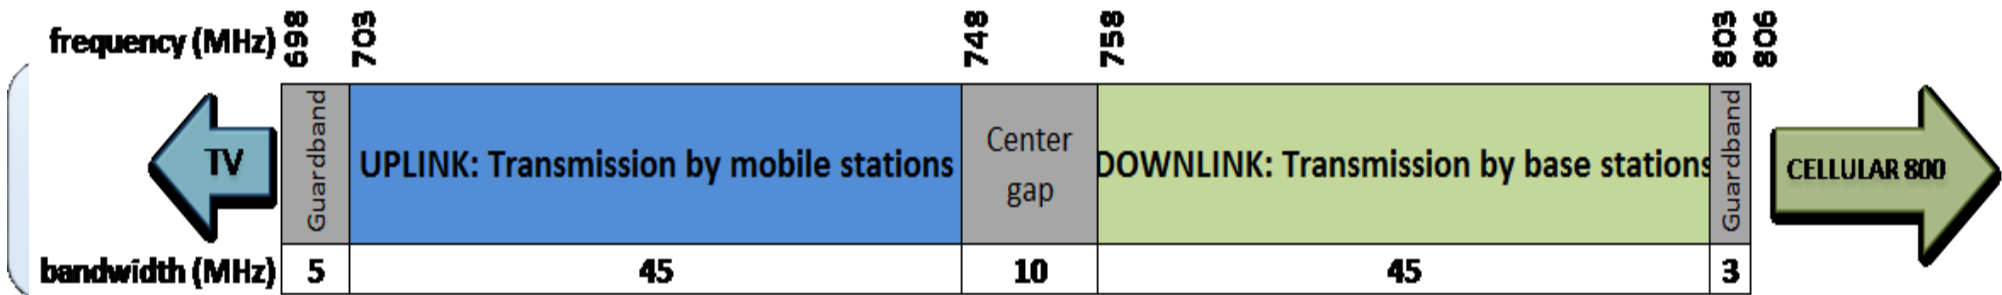 frequency (MHz) 698 703 748 758 803 806
TV
Guardband
UPLINK: Transmission by mobile stations
Center
gap
DOWNLINK: Transmission by base stations
Guardband
CELLULAR 800
bandwidth (MHz) 5 45 10 45 3